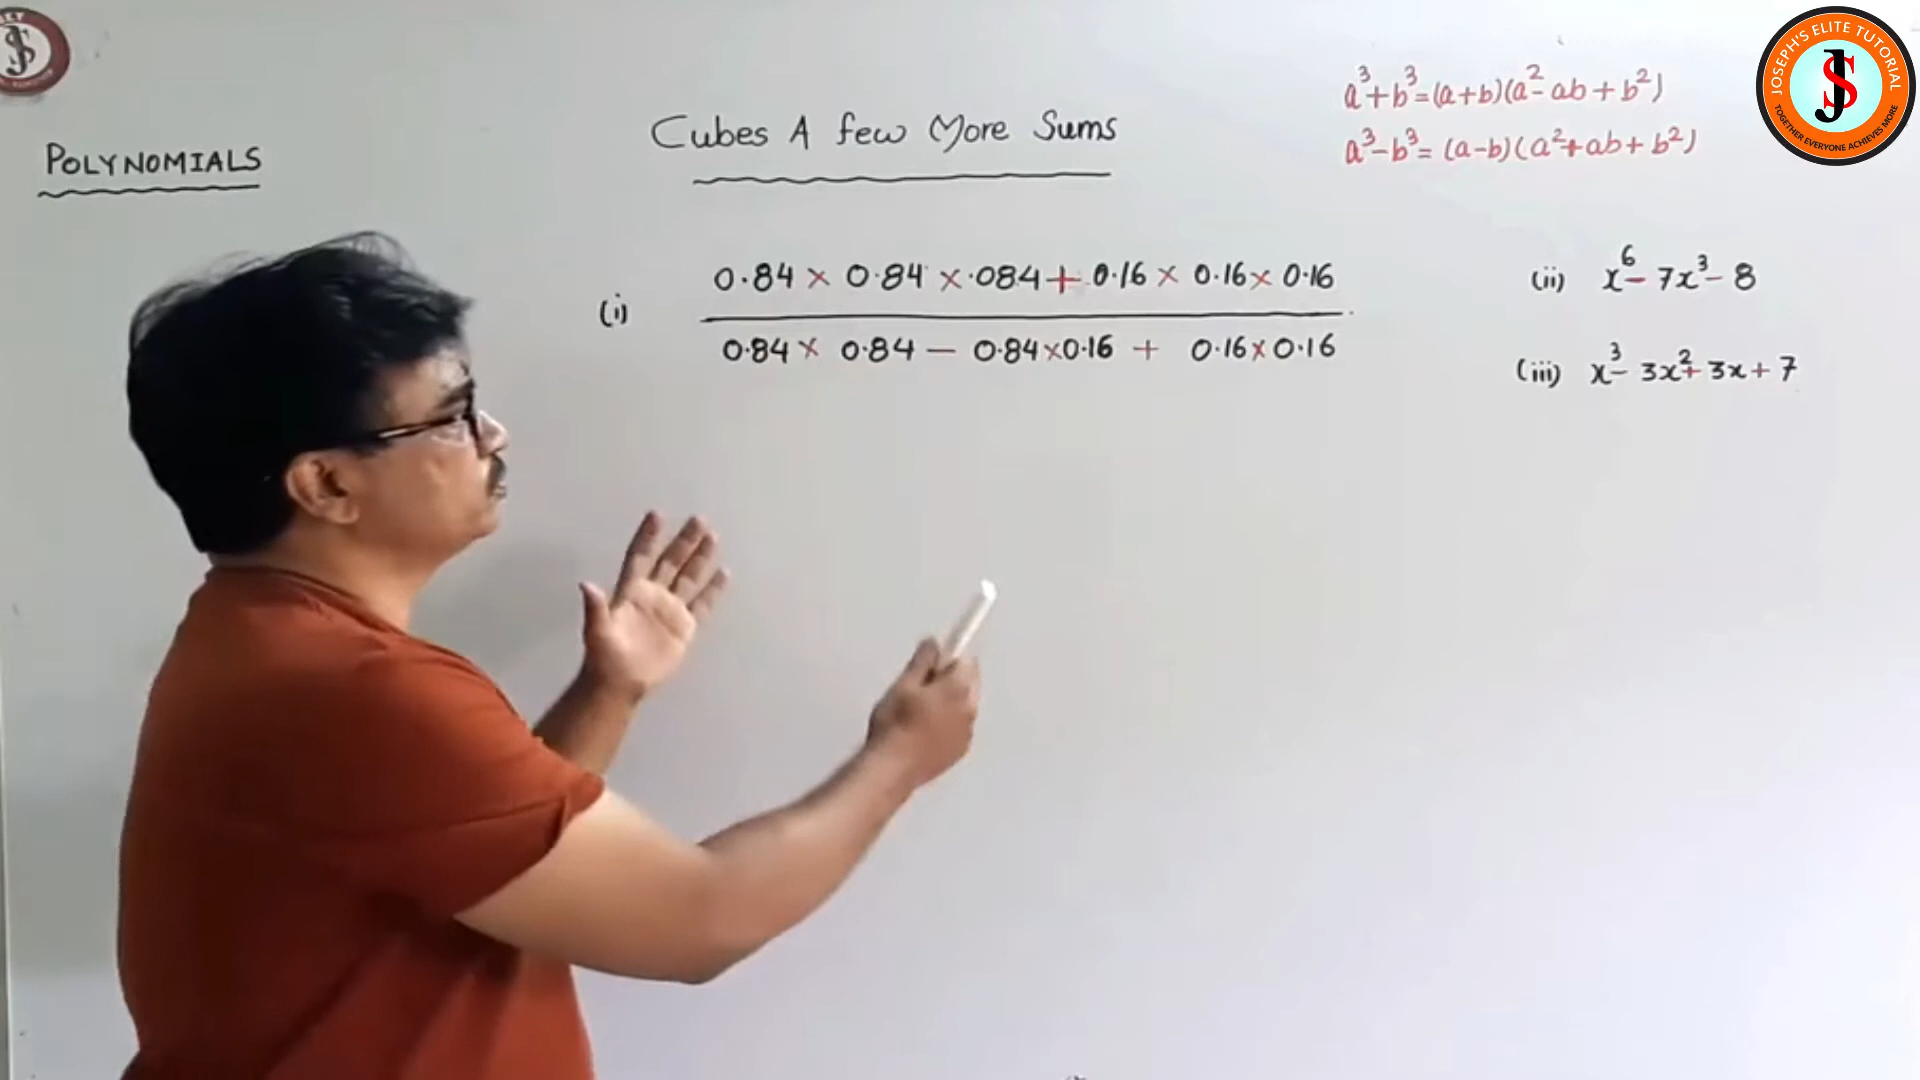 JOSEPH'S ELITE TUTORIAL
JS
TOGETHER EVERYONE ACHIEVES MORE
a³+b³=(a+b)(a²-ab+b²)
a³-b³=(a-b)(a²+ab+b²)
Cubes A few More Sums
POLYNOMIALS
(i) 0.84 × 0.84 × .084 + 0.16 × 0.16 × 0.16
0.84 × 0.84 - 0.84×0.16 + 0.16×0.16
(ii) x⁶-7x³-8
(iii) x³-3x²+3x+7